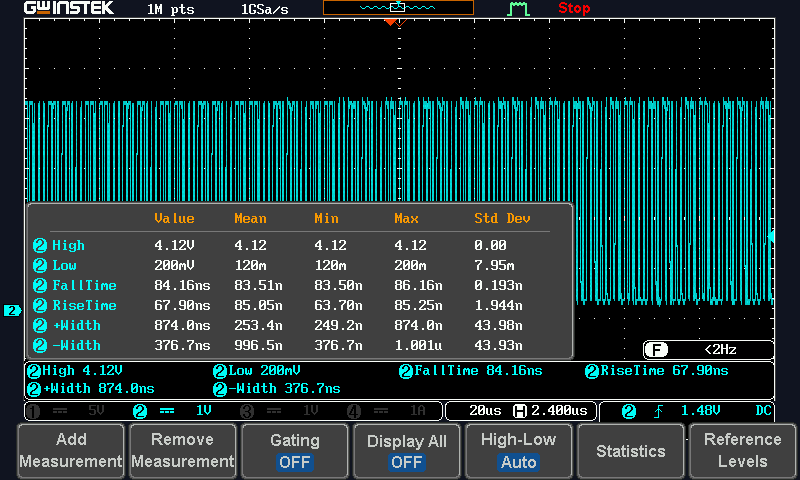 GWINSTEK 1M pts 1GSa/s Stop
Value Mean Min Max Std Dev
2 High 4.12V 4.12 4.12 4.12 0.00
2 Low 200mV 120m 120m 200m 7.95m
2 FallTime 84.16ns 83.51n 83.50n 86.16n 0.193n
2 RiseTime 67.90ns 85.05n 63.70n 85.25n 1.944n
2 +Width 874.0ns 253.4n 249.2n 874.0n 43.98n
2 -Width 376.7ns 996.5n 376.7n 1.001u 43.93n
2
F <2Hz
2 High 4.12V 2 Low 200mV 2 FallTime 84.16ns 2 RiseTime 67.90ns
2 +Width 874.0ns 2 -Width 376.7ns
1 5V 2 1V 3 1V 4 1A 20us H 2.400us 2 1.48V DC
Add Measurement Remove Measurement Gating OFF Display All OFF High-Low Auto Statistics Reference Levels